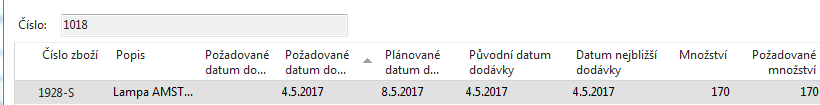 Číslo: 1018
Číslo zboží Popis Požadované datum do... Požadované datum do... Plánované datum d... Původní datum dodávky Datum nejbližší dodávky Množství Požadované množství
1928-S Lampa AMST... 4.5.2017 8.5.2017 4.5.2017 4.5.2017 170 170